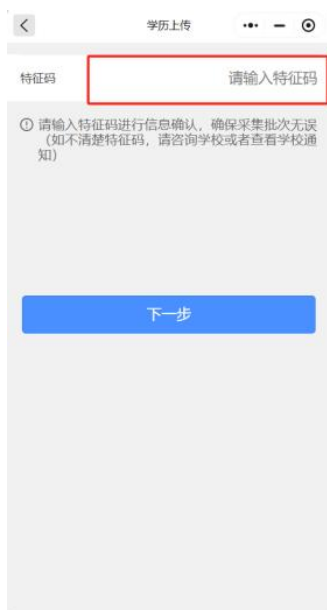 学历上传
特征码
请输入特征码
请输入特征码进行信息确认，确保采集批次无误
（如不清楚特征码，请咨询学校或者查看学校通
知）
下一步